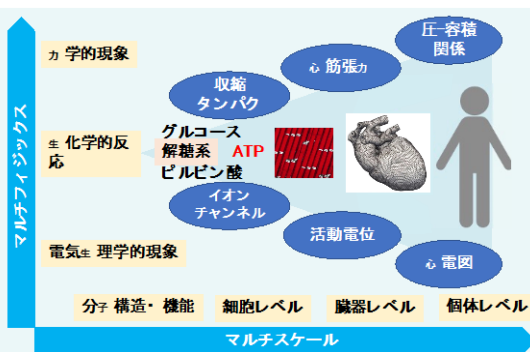 圧-容積
関係
力学的現象
心筋張力
収縮
タンパク
グルコース
生化学的反
応
解糖系 ATP
ピルビン酸
イオン
チャンネル
活動電位
電気生理学的現象
心電図
分子構造・機能 細胞レベル 臓器レベル 個体レベル
マルチフィジックス
マルチスケール